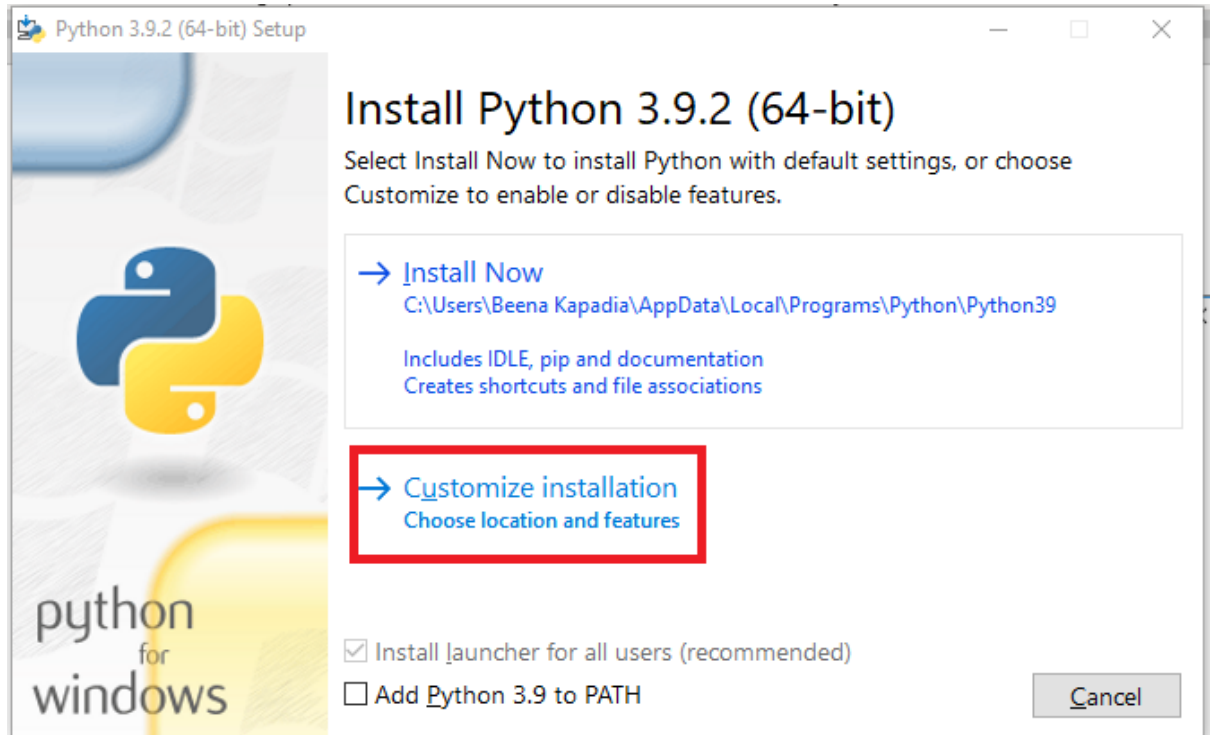 Python 3.9.2 (64-bit) Setup
Install Python 3.9.2 (64-bit)
Select Install Now to install Python with default settings, or choose
Customize to enable or disable features.
Install Now
C:\Users\Beena Kapadia\AppData\Local\Programs\Python\Python39
Includes IDLE, pip and documentation
Creates shortcuts and file associations
Customize installation
Choose location and features
python
for
windows
Install launcher for all users (recommended)
Add Python 3.9 to PATH
Cancel